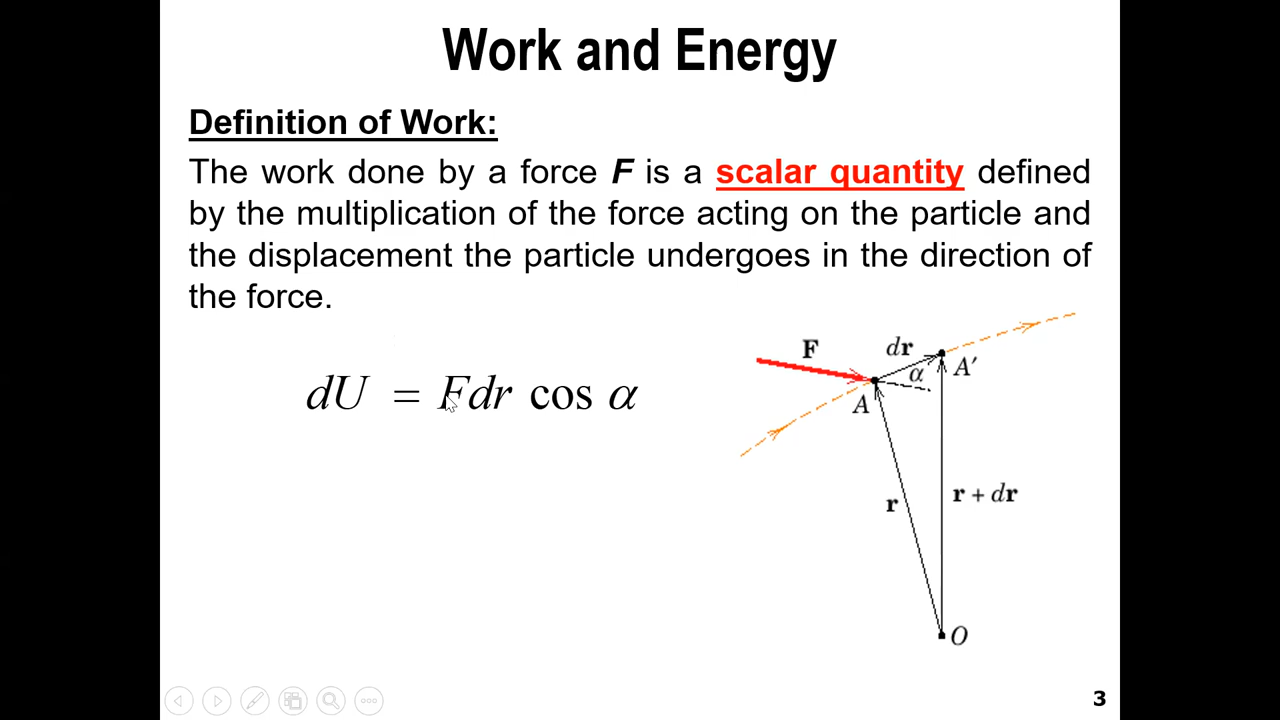 Work and Energy
Definition of Work:
The work done by a force F is a scalar quantity defined
by the multiplication of the force acting on the particle and
the displacement the particle undergoes in the direction of
the force.
dU = Fdr cos α
F
dr
α
A′
A
r
r + dr
O
3